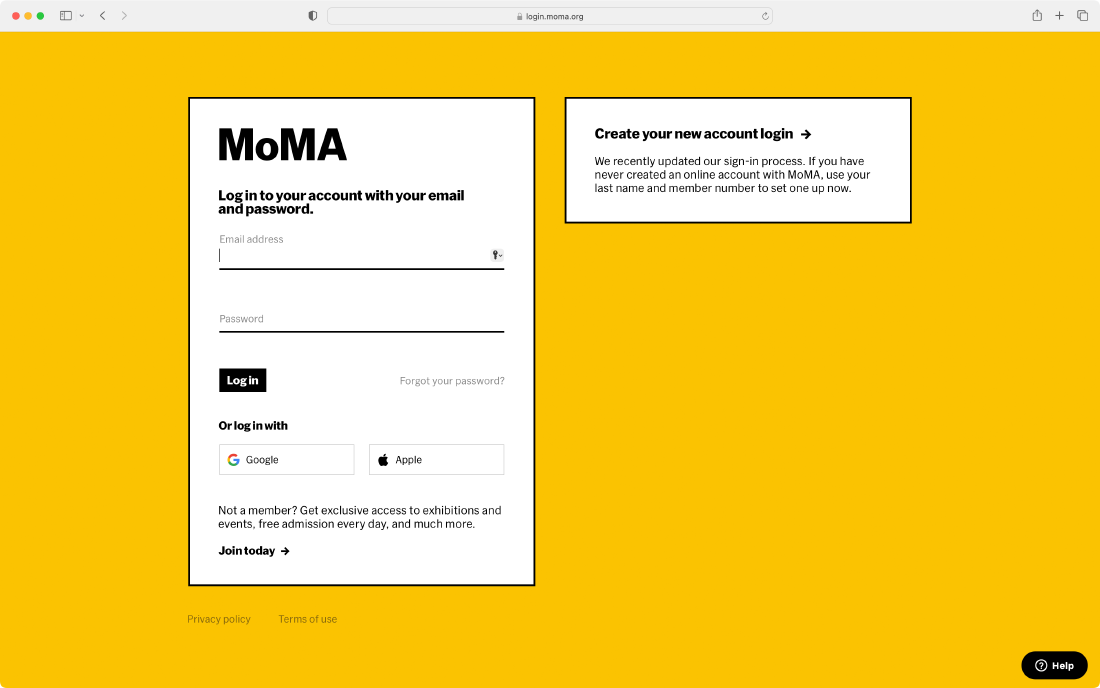 login.moma.org
MoMA
Log in to your account with your email
and password.
Email address
Password
Log in
Forgot your password?
Or log in with
Google
Apple
Not a member? Get exclusive access to exhibitions and
events, free admission every day, and much more.
Join today →
Create your new account login →
We recently updated our sign-in process. If you have
never created an online account with MoMA, use your
last name and member number to set one up now.
Privacy policy
Terms of use
Help